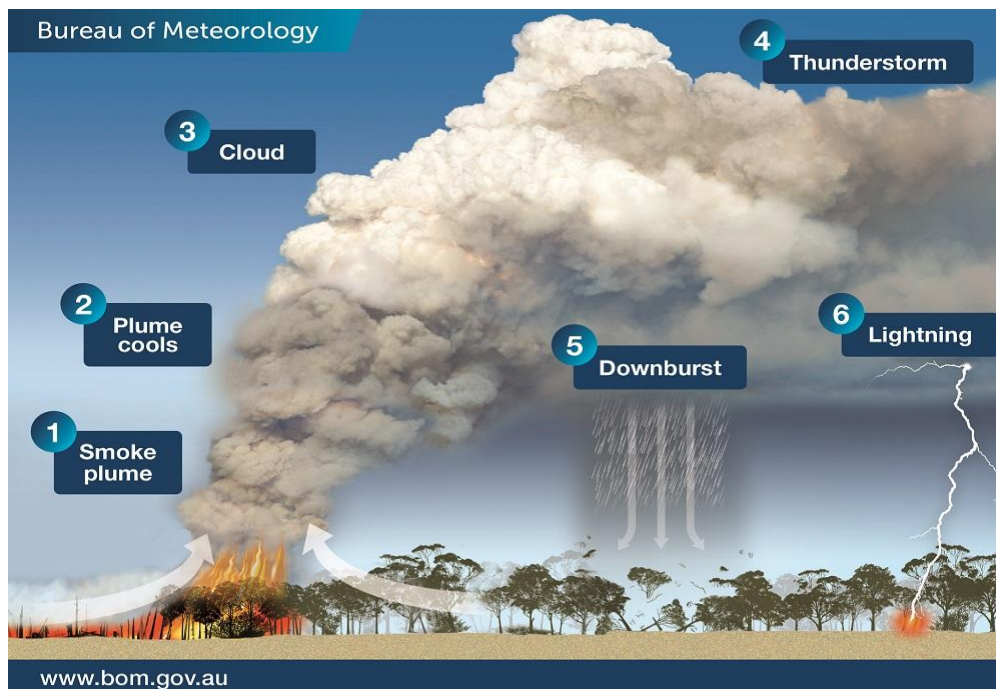 Bureau of Meteorology
4
Thunderstorm
3
Cloud
2
Plume
cools
5
Downburst
6
Lightning
1
Smoke
plume
www.bom.gov.au